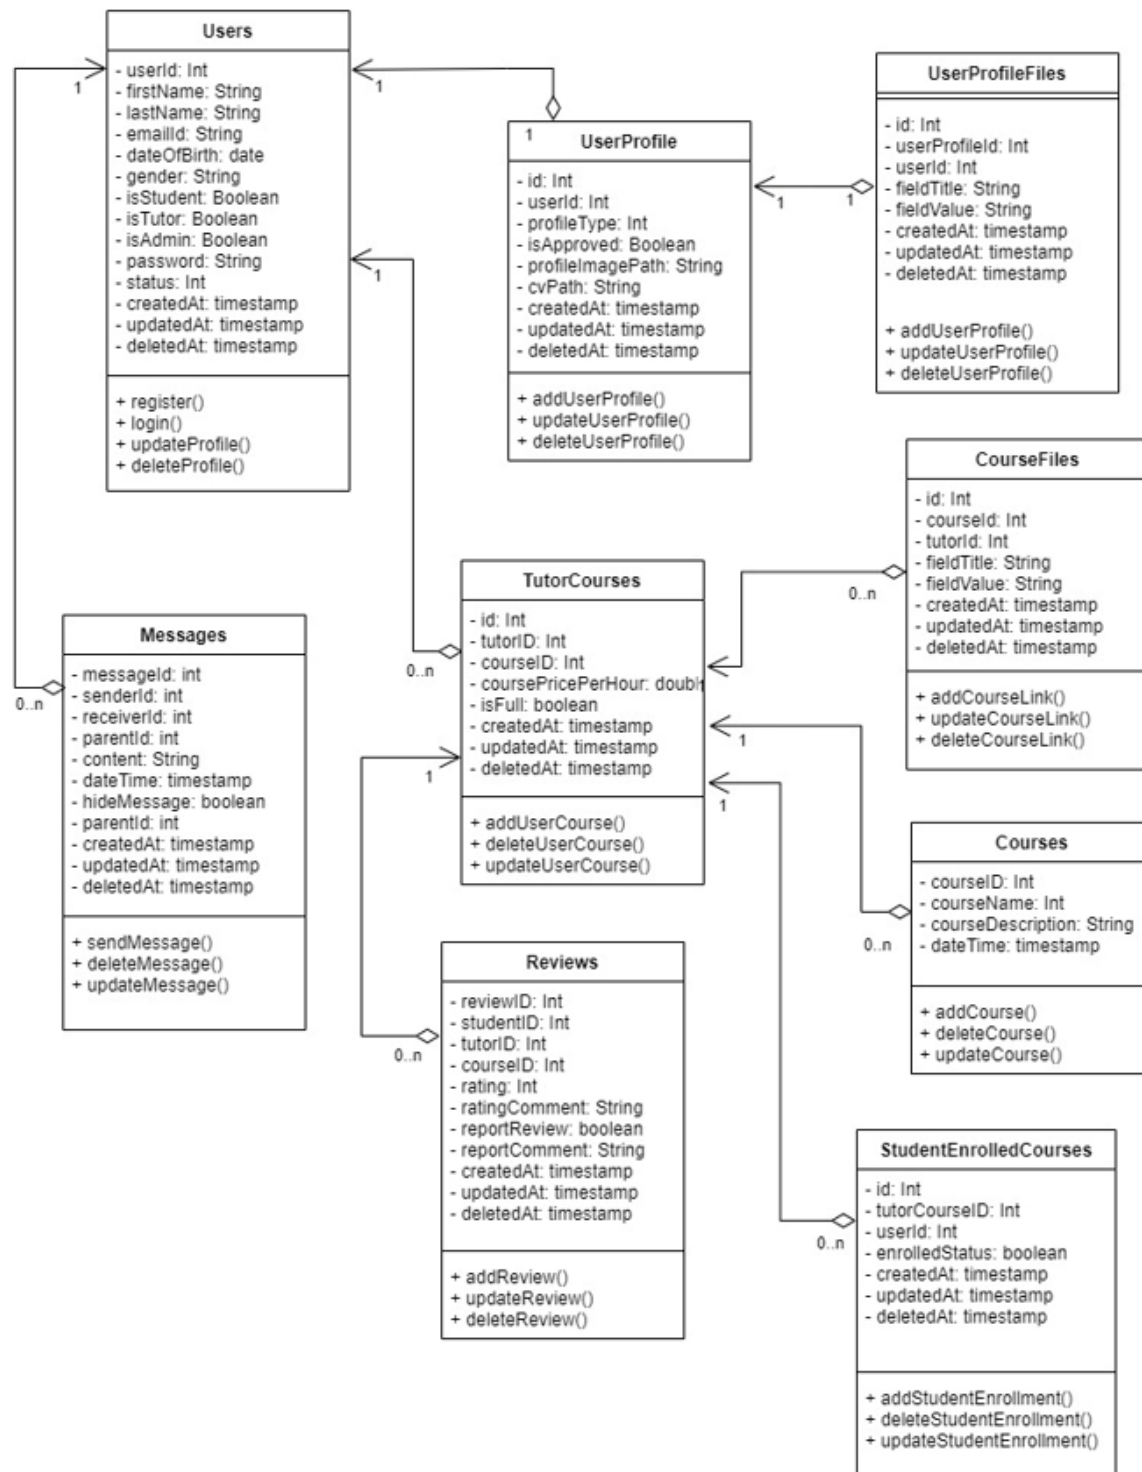 Users
- userId: Int
- firstName: String
- lastName: String
- emailId: String
- dateOfBirth: date
- gender: String
- isStudent: Boolean
- isTutor: Boolean
- isAdmin: Boolean
- password: String
- status: Int
- createdAt: timestamp
- updatedAt: timestamp
- deletedAt: timestamp
+ register()
+ login()
+ updateProfile()
+ deleteProfile()
1
1
1
1
UserProfile
- id: Int
- userId: Int
- profileType: Int
- isApproved: Boolean
- profileImagePath: String
- cvPath: String
- createdAt: timestamp
- updatedAt: timestamp
- deletedAt: timestamp
+ addUserProfile()
+ updateUserProfile()
+ deleteUserProfile()
1
1
UserProfileFiles
- id: Int
- userProfileId: Int
- userId: Int
- fieldTitle: String
- fieldValue: String
- createdAt: timestamp
- updatedAt: timestamp
- deletedAt: timestamp
+ addUserProfile()
+ updateUserProfile()
+ deleteUserProfile()
CourseFiles
- id: Int
- courseId: Int
- tutorId: Int
- fieldTitle: String
- fieldValue: String
- createdAt: timestamp
- updatedAt: timestamp
- deletedAt: timestamp
+ addCourseLink()
+ updateCourseLink()
+ deleteCourseLink()
0..n
TutorCourses
- id: Int
- tutorID: Int
- courseID: Int
- coursePricePerHour: doubl
- isFull: boolean
- createdAt: timestamp
- updatedAt: timestamp
- deletedAt: timestamp
+ addUserCourse()
+ deleteUserCourse()
+ updateUserCourse()
0..n
1
1
1
Messages
- messageId: int
- senderId: int
- receiverId: int
- parentId: int
- content: String
- dateTime: timestamp
- hideMessage: boolean
- parentId: int
- createdAt: timestamp
- updatedAt: timestamp
- deletedAt: timestamp
+ sendMessage()
+ deleteMessage()
+ updateMessage()
0..n
Courses
- courseID: Int
- courseName: Int
- courseDescription: String
- dateTime: timestamp
+ addCourse()
+ deleteCourse()
+ updateCourse()
0..n
Reviews
- reviewID: Int
- studentID: Int
- tutorID: Int
- courseID: Int
- rating: Int
- ratingComment: String
- reportReview: boolean
- reportComment: String
- createdAt: timestamp
- updatedAt: timestamp
- deletedAt: timestamp
+ addReview()
+ updateReview()
+ deleteReview()
0..n
StudentEnrolledCourses
- id: Int
- tutorCourseID: Int
- userId: Int
- enrolledStatus: boolean
- createdAt: timestamp
- updatedAt: timestamp
- deletedAt: timestamp
+ addStudentEnrollment()
+ deleteStudentEnrollment()
+ updateStudentEnrollment()
0..n